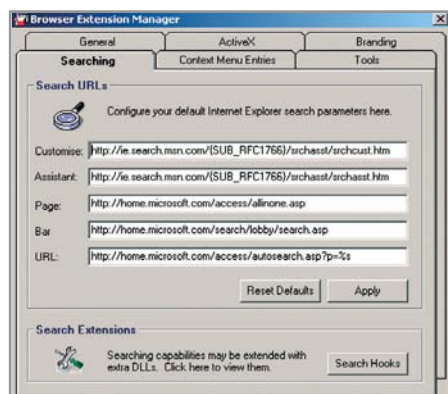 Browser Extension Manager
General ActiveX Branding
Searching Context Menu Entries Tools
Search URLs
Configure your default Internet Explorer search parameters here.
Customise: http://ie.search.msn.com/{SUB_RFC1766}/srchasst/srchcust.htm
Assistant: http://ie.search.msn.com/{SUB_RFC1766}/srchasst/srchasst.htm
Page: http://home.microsoft.com/access/allinone.asp
Bar http://home.microsoft.com/search/lobby/search.asp
URL: http://home.microsoft.com/access/autosearch.asp?p=%s
Reset Defaults Apply
Search Extensions
Searching capabilities may be extended with
extra DLLs. Click here to view them.
Search Hooks